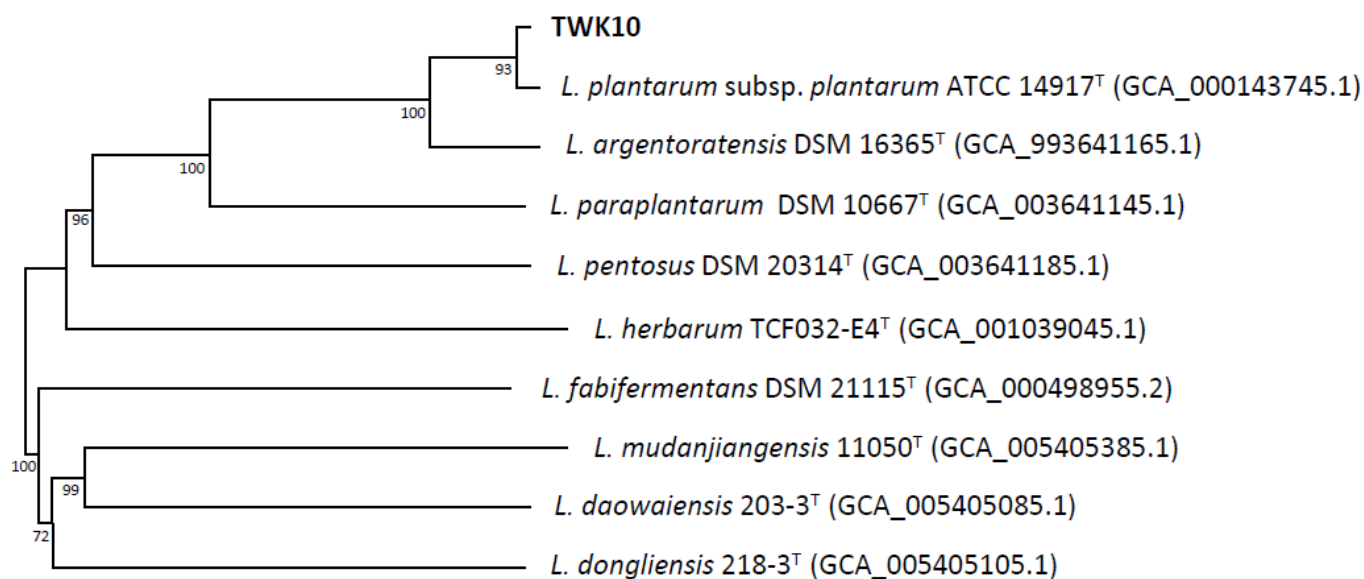 TWK10
93
L. plantarum subsp. plantarum ATCC 14917ᵀ (GCA_000143745.1)
100
L. argentoratensis DSM 16365ᵀ (GCA_993641165.1)
100
L. paraplantarum DSM 10667ᵀ (GCA_003641145.1)
96
L. pentosus DSM 20314ᵀ (GCA_003641185.1)
L. herbarum TCF032-E4ᵀ (GCA_001039045.1)
L. fabifermentans DSM 21115ᵀ (GCA_000498955.2)
L. mudanjiangensis 11050ᵀ (GCA_005405385.1)
100
99
L. daowaiensis 203-3ᵀ (GCA_005405085.1)
72
L. dongliensis 218-3ᵀ (GCA_005405105.1)